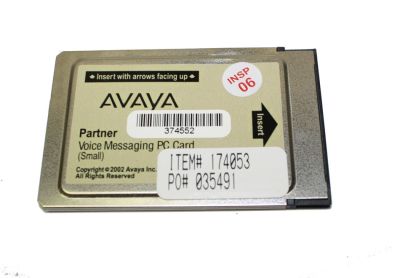 Insert with arrows facing up
INSP
06
AVAYA
374552
Insert
Partner
Voice Messaging PC Card
(Small)
ITEM# 174053
PO# 035491
Copyright ©2002 Avaya Inc.
All Rights Reserved